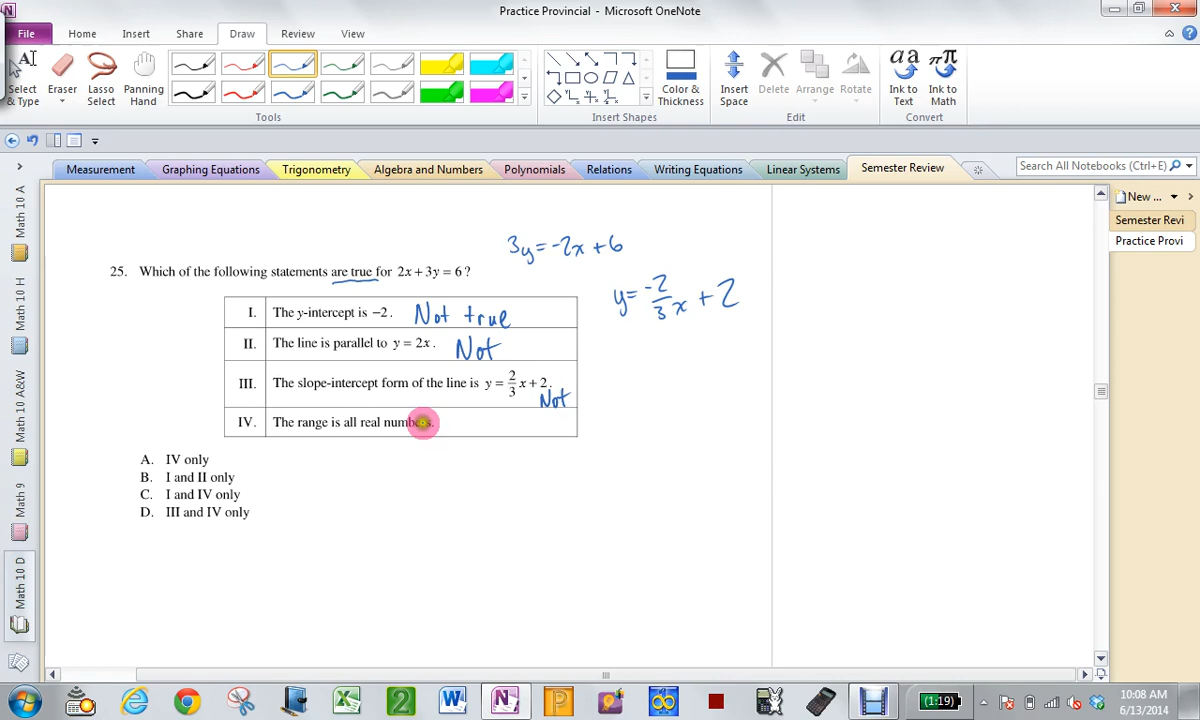 Practice Provincial - Microsoft OneNote
File Home Insert Share Draw Review View
Select & Type
Eraser
Lasso Select
Panning Hand
Color & Thickness
Insert Space
Delete
Arrange
Rotate
Ink to Text
Ink to Math
Tools
Insert Shapes
Edit
Convert
Measurement Graphing Equations Trigonometry Algebra and Numbers Polynomials Relations Writing Equations Linear Systems Semester Review
Search All Notebooks (Ctrl+E)
New ...
Semester Revi
Practice Provi
Math 10 A
Math 10 H
Math 10 A&W
Math 9
Math 10 D
3y = -2x + 6
25. Which of the following statements are true for 2x + 3y = 6 ?
y = -2/3 x + 2
I. The y-intercept is −2. Not true
II. The line is parallel to y = 2x. Not
III. The slope-intercept form of the line is y = 2/3 x + 2. Not
IV. The range is all real numbers.
A. IV only
B. I and II only
C. I and IV only
D. III and IV only
(1:19)
10:08 AM
6/13/2014